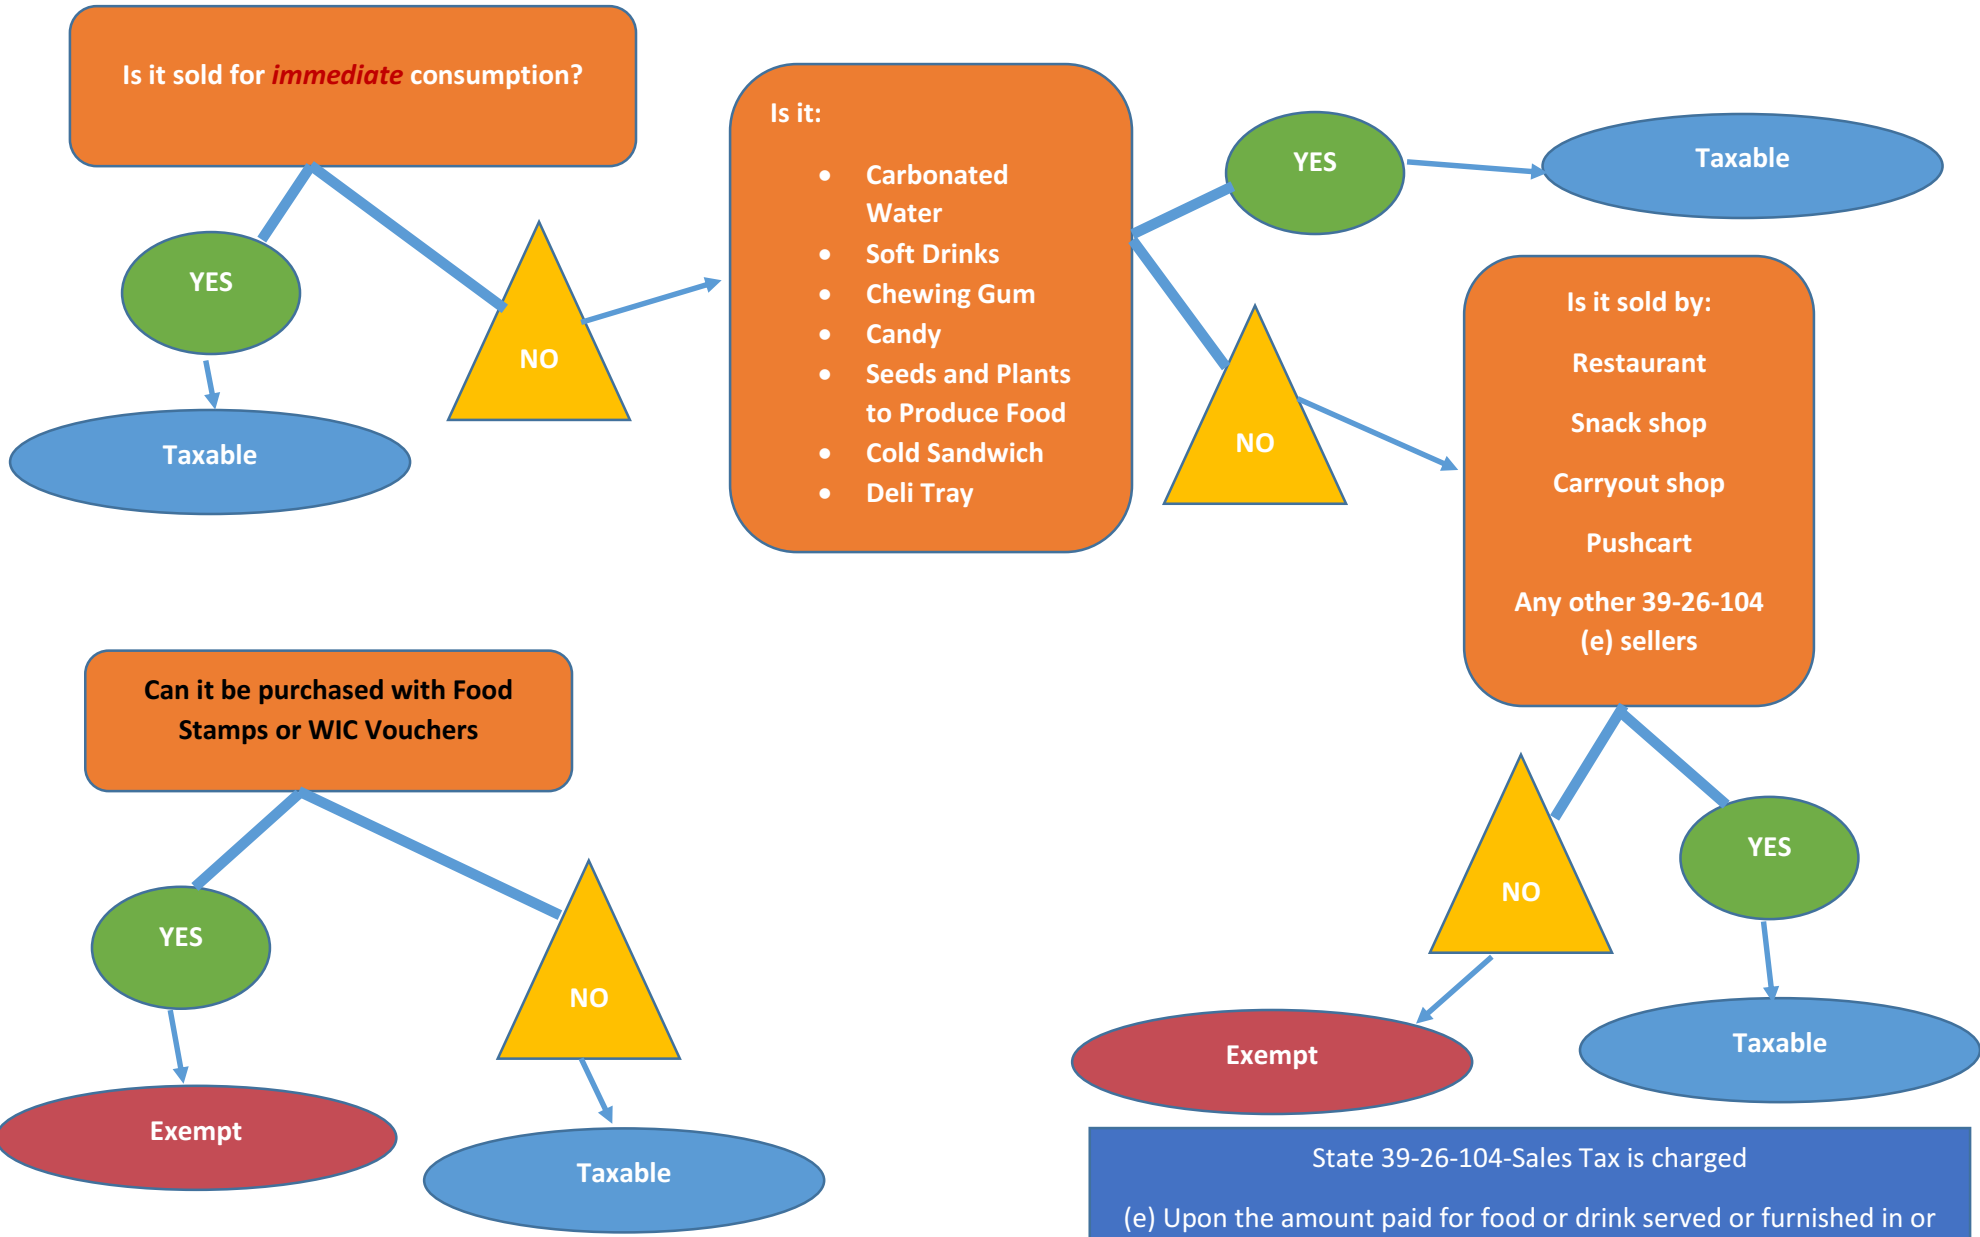 Is it sold for immediate consumption?
YES
NO
Taxable
Is it:
• Carbonated
Water
• Soft Drinks
• Chewing Gum
• Candy
• Seeds and Plants
to Produce Food
• Cold Sandwich
• Deli Tray
YES
Taxable
NO
Is it sold by:
Restaurant
Snack shop
Carryout shop
Pushcart
Any other 39-26-104
(e) sellers
NO
YES
Exempt
Taxable
Can it be purchased with Food
Stamps or WIC Vouchers
YES
NO
Exempt
Taxable
State 39-26-104-Sales Tax is charged
(e) Upon the amount paid for food or drink served or furnished in or